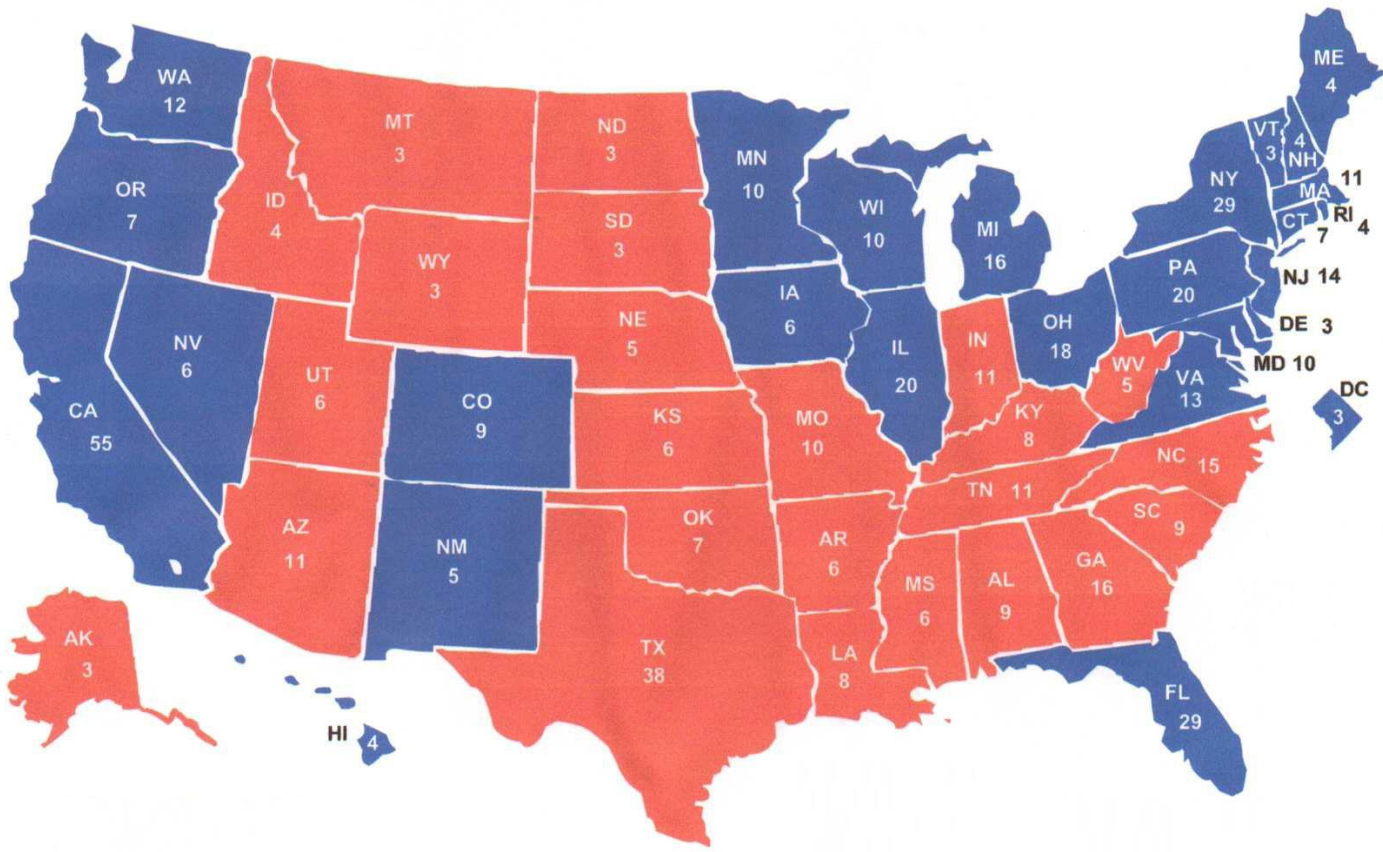 WA
12
OR
7
CA
55
NV
6
ID
4
MT
3
WY
3
UT
6
AZ
11
CO
9
NM
5
ND
3
SD
3
NE
5
KS
6
OK
7
TX
38
MN
10
IA
6
MO
10
AR
6
LA
8
WI
10
IL
20
MI
16
IN
11
OH
18
KY
8
TN 11
MS
6
AL
9
GA
16
FL
29
SC 9
NC 15
VA
13
WV
5
PA
20
NY
29
VT
3
4
NH
ME
4
MA
11
RI 4
CT
7
NJ 14
DE 3
MD 10
DC
3
AK
3
HI 4